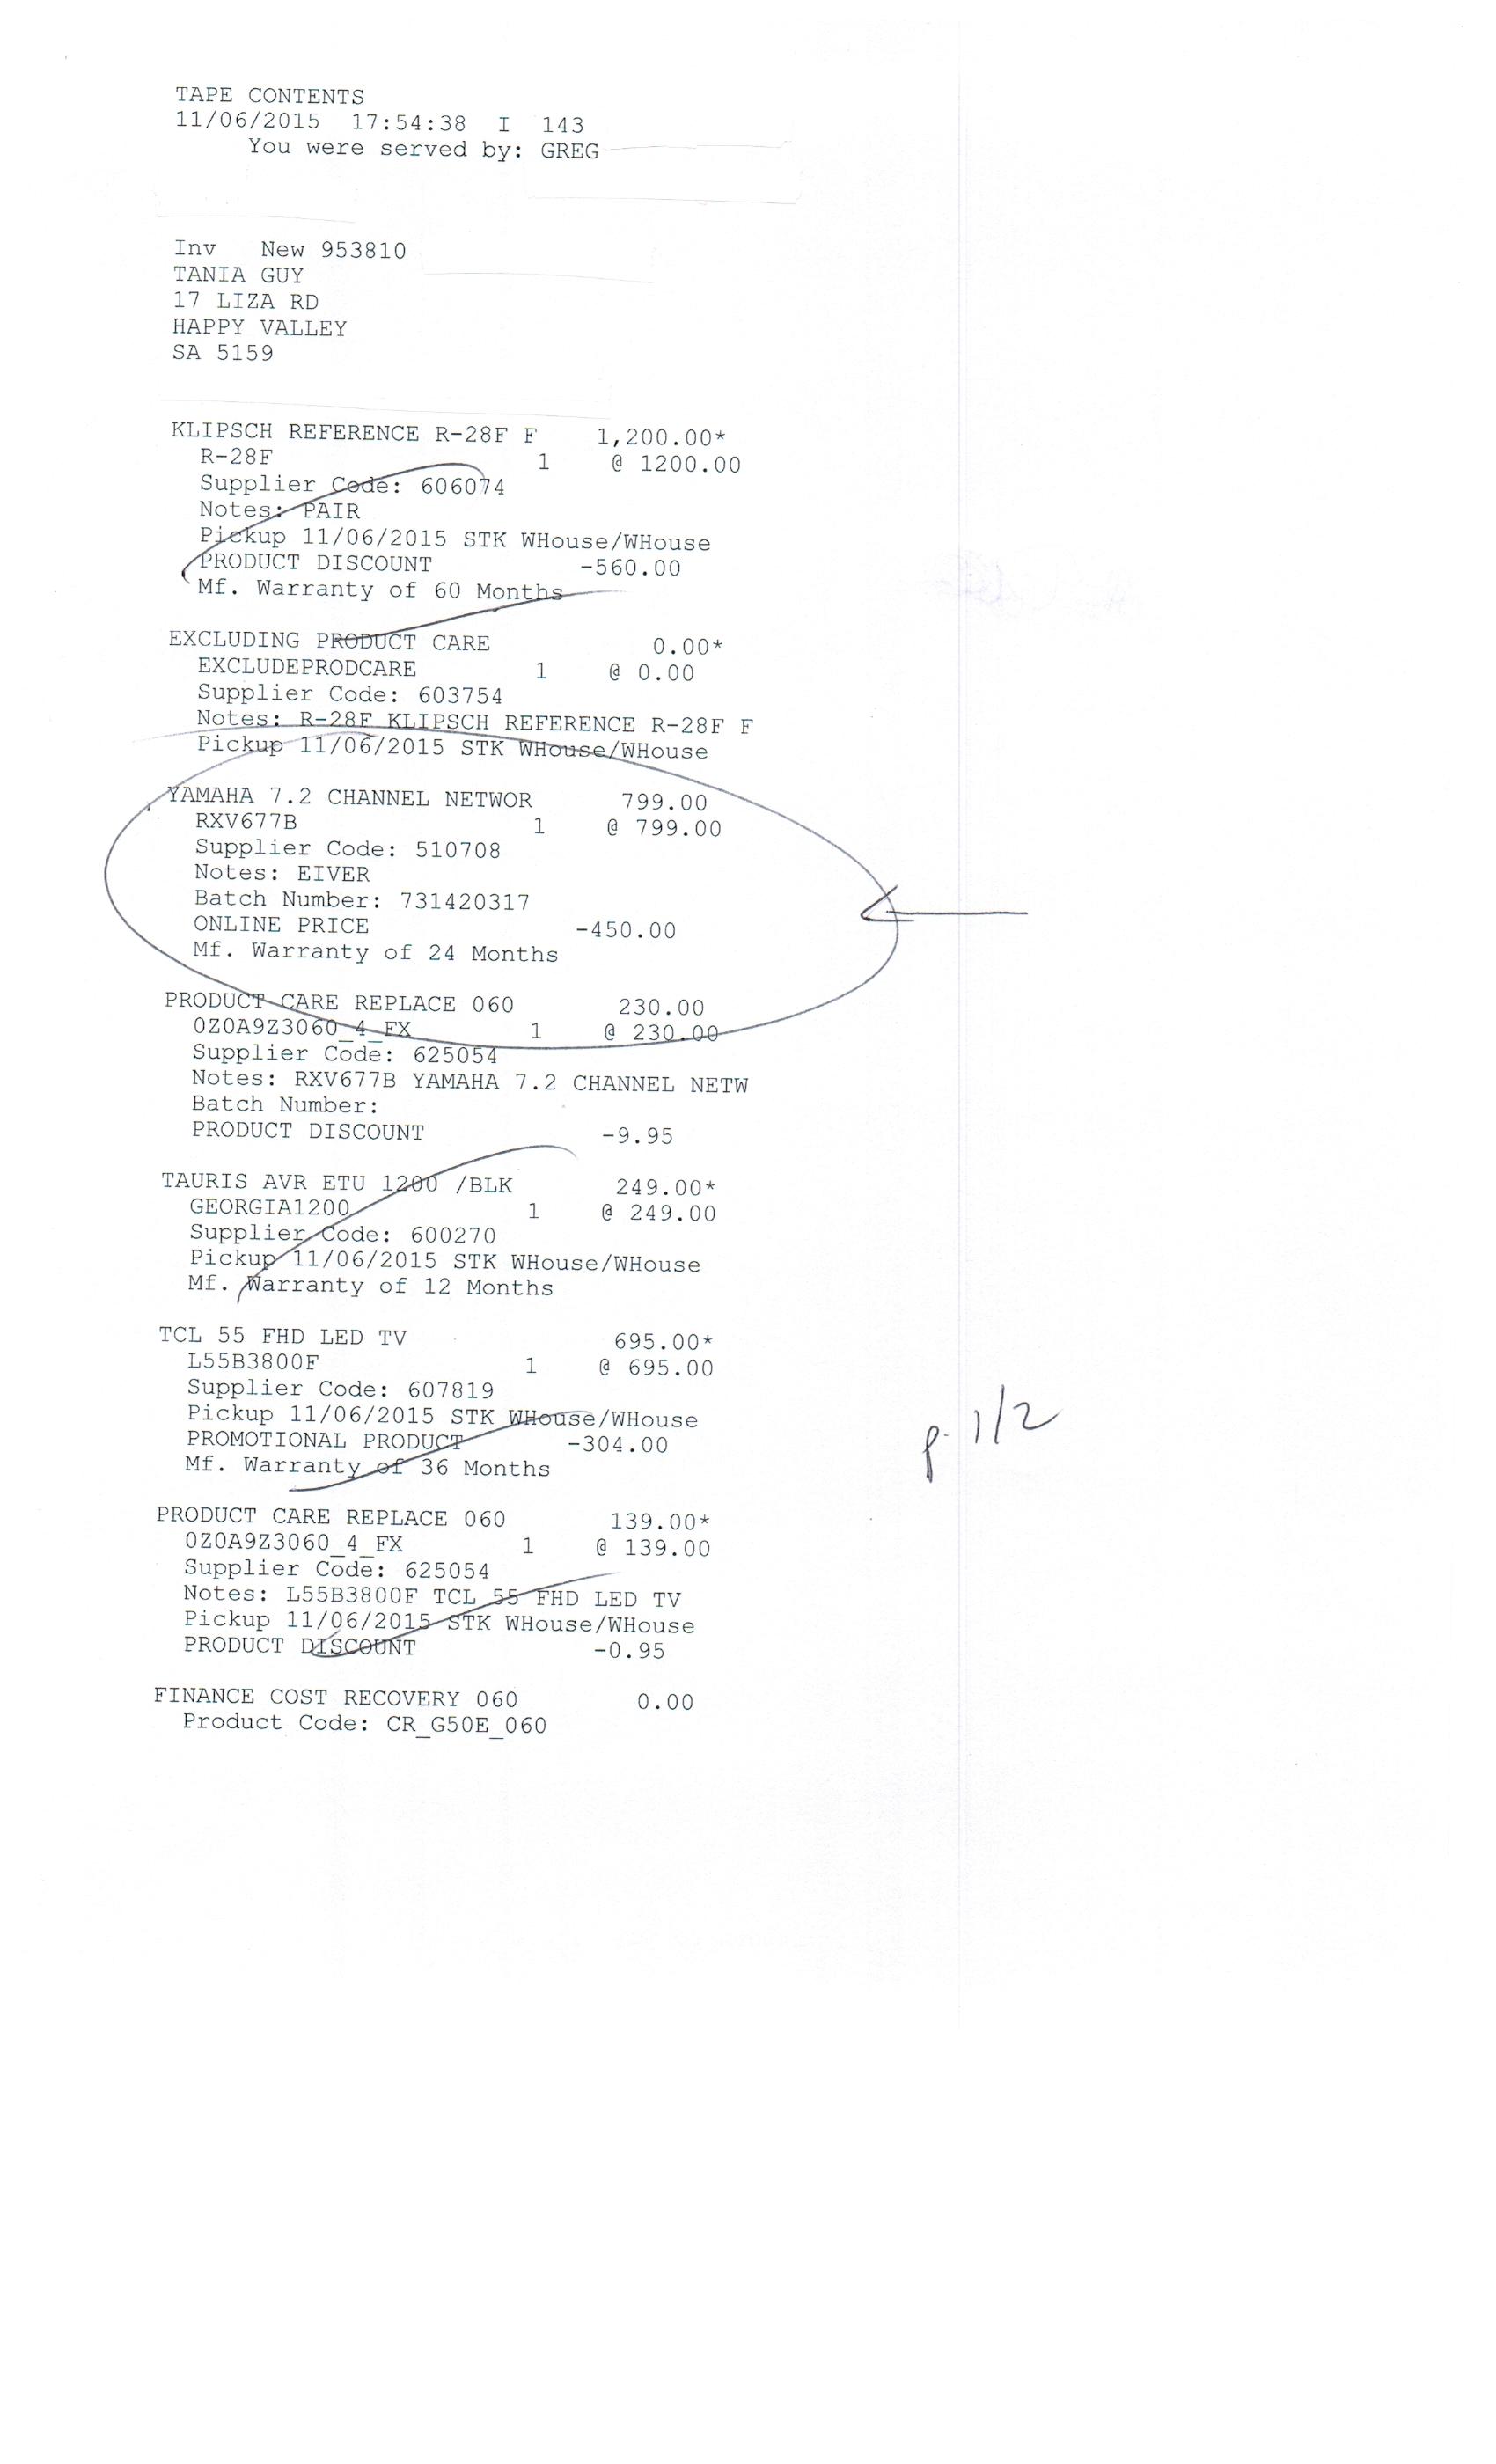 TAPE CONTENTS
11/06/2015 17:54:38 I 143
You were served by: GREG
Inv New 953810
TANIA GUY
17 LIZA RD
HAPPY VALLEY
SA 5159
KLIPSCH REFERENCE R-28F F 1,200.00*
R-28F 1 @ 1200.00
Supplier Code: 606074
Notes: PAIR
Pickup 11/06/2015 STK WHouse/WHouse
PRODUCT DISCOUNT -560.00
Mf. Warranty of 60 Months
EXCLUDING PRODUCT CARE 0.00*
EXCLUDEPRODCARE 1 @ 0.00
Supplier Code: 603754
Notes: R-28F KLIPSCH REFERENCE R-28F F
Pickup 11/06/2015 STK WHouse/WHouse
YAMAHA 7.2 CHANNEL NETWOR 799.00
RXV677B 1 @ 799.00
Supplier Code: 510708
Notes: EIVER
Batch Number: 731420317
ONLINE PRICE -450.00
Mf. Warranty of 24 Months
PRODUCT CARE REPLACE 060 230.00
0Z0A9Z3060_4_FX 1 @ 230.00
Supplier Code: 625054
Notes: RXV677B YAMAHA 7.2 CHANNEL NETW
Batch Number:
PRODUCT DISCOUNT -9.95
TAURIS AVR ETU 1200 /BLK 249.00*
GEORGIA1200 1 @ 249.00
Supplier Code: 600270
Pickup 11/06/2015 STK WHouse/WHouse
Mf. Warranty of 12 Months
TCL 55 FHD LED TV 695.00*
L55B3800F 1 @ 695.00
Supplier Code: 607819
Pickup 11/06/2015 STK WHouse/WHouse
PROMOTIONAL PRODUCT -304.00
Mf. Warranty of 36 Months
p. 1/2
PRODUCT CARE REPLACE 060 139.00*
0Z0A9Z3060_4_FX 1 @ 139.00
Supplier Code: 625054
Notes: L55B3800F TCL 55 FHD LED TV
Pickup 11/06/2015 STK WHouse/WHouse
PRODUCT DISCOUNT -0.95
FINANCE COST RECOVERY 060 0.00
Product Code: CR_G50E_060